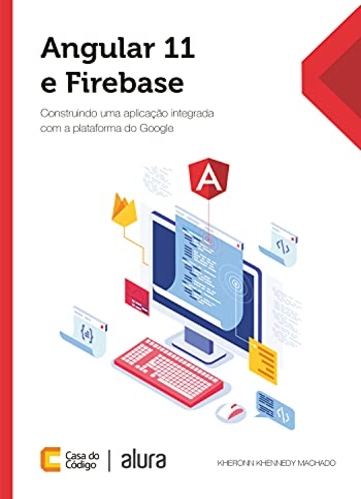 Angular 11
e Firebase
Construindo uma aplicação integrada
com a plataforma do Google
Casa do
Código
alura
KHERONN KHENNEDY MACHADO